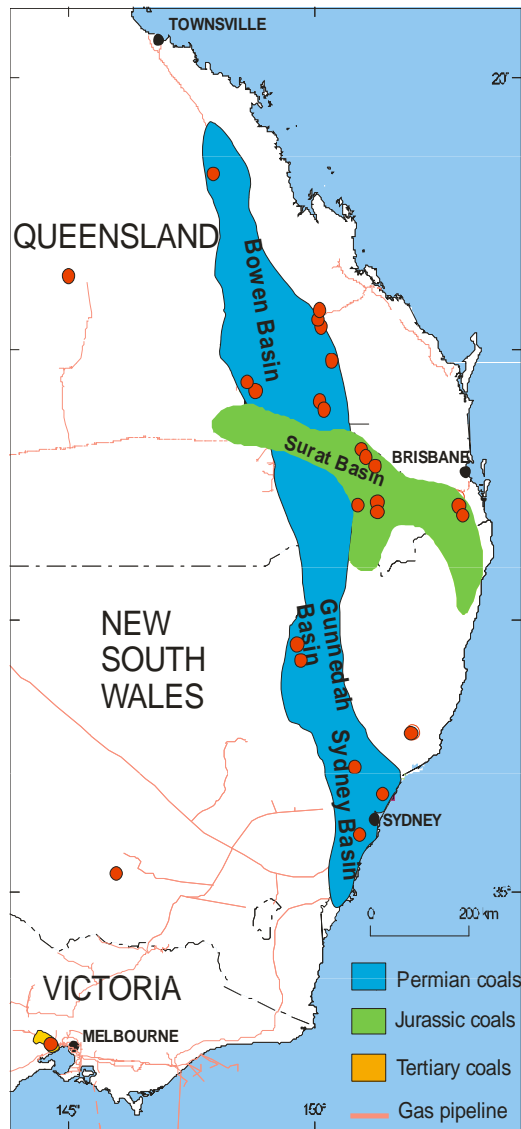 TOWNSVILLE
20°
QUEENSLAND
Bowen Basin
Surat Basin
BRISBANE
NEW
SOUTH
WALES
Gunnedah
Basin
Sydney Basin
SYDNEY
35°
0
200 km
VICTORIA
MELBOURNE
Permian coals
Jurassic coals
Tertiary coals
Gas pipeline
145°
150°